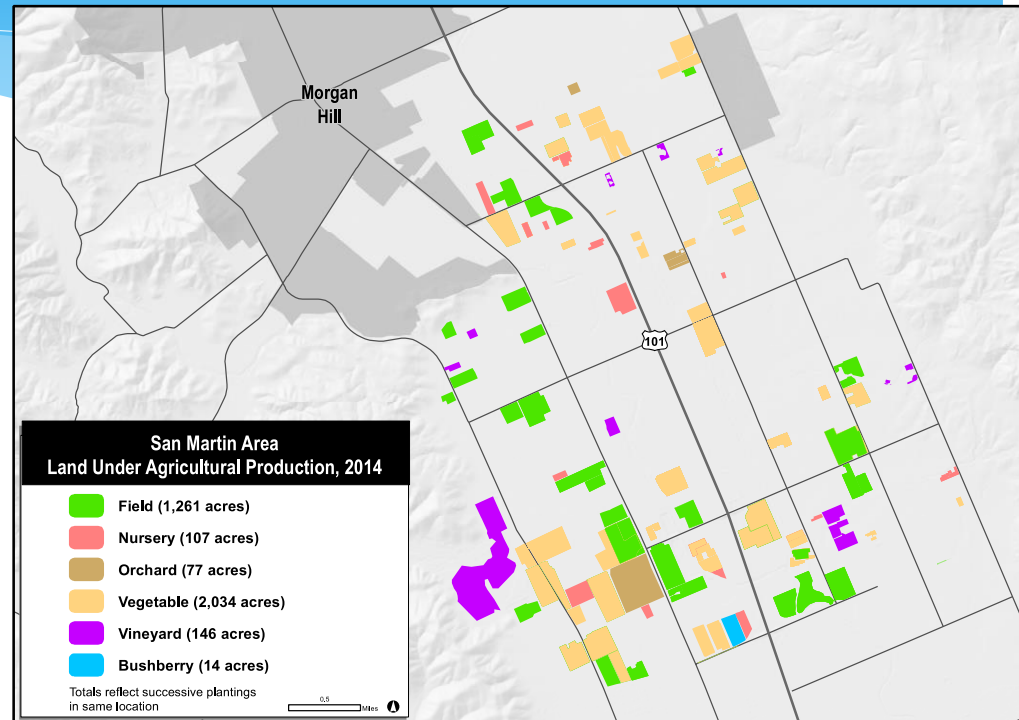 Morgan
Hill
101
San Martin Area
Land Under Agricultural Production, 2014
Field (1,261 acres)
Nursery (107 acres)
Orchard (77 acres)
Vegetable (2,034 acres)
Vineyard (146 acres)
Bushberry (14 acres)
Totals reflect successive plantings
in same location
0.5
Miles